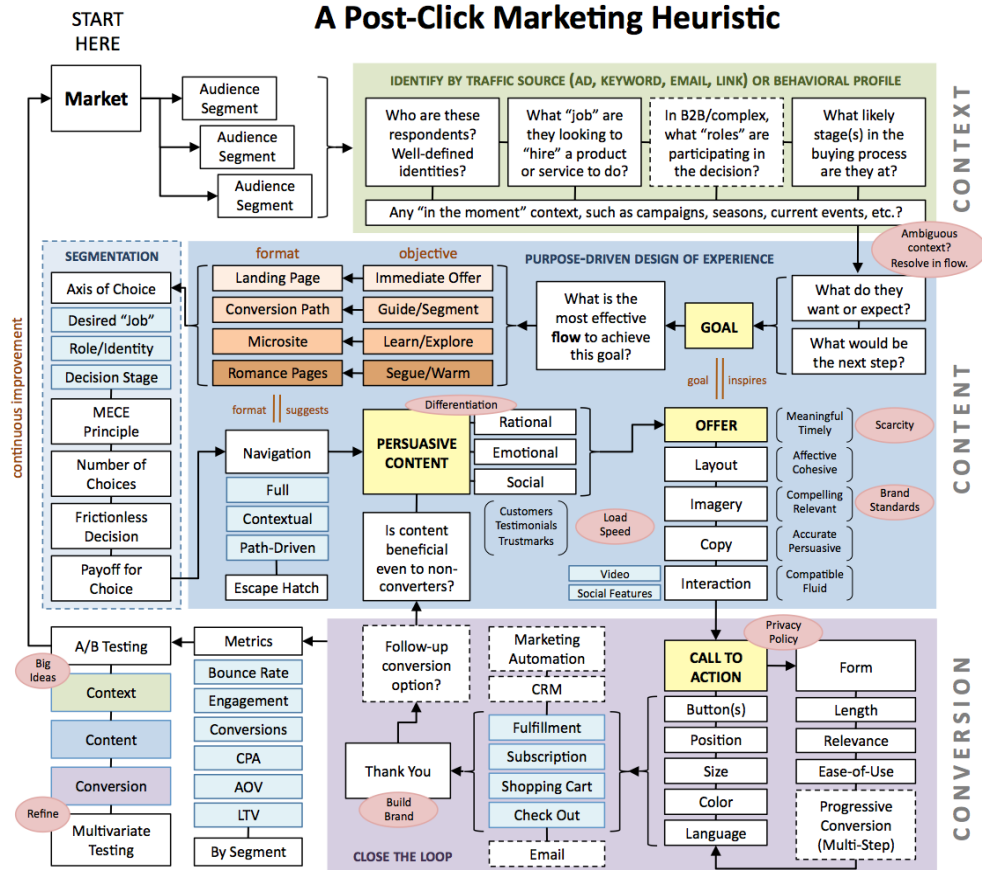 A Post-Click Marketing Heuristic
START
HERE
Market
Audience
Segment
Audience
Segment
Audience
Segment
IDENTIFY BY TRAFFIC SOURCE (AD, KEYWORD, EMAIL, LINK) OR BEHAVIORAL PROFILE
Who are these
respondents?
Well-defined
identities?
What “job” are
they looking to
“hire” a product
or service to do?
In B2B/complex,
what “roles” are
participating in
the decision?
What likely
stage(s) in the
buying process
are they at?
Any “in the moment” context, such as campaigns, seasons, current events, etc.?
CONTEXT
Ambiguous
context?
Resolve in flow.
continuous improvement
SEGMENTATION
Axis of Choice
Desired “Job”
Role/Identity
Decision Stage
MECE
Principle
Number of
Choices
Frictionless
Decision
Payoff for
Choice
format
objective
Landing Page
Immediate Offer
Conversion Path
Guide/Segment
Microsite
Learn/Explore
Romance Pages
Segue/Warm
PURPOSE-DRIVEN DESIGN OF EXPERIENCE
What is the
most effective
flow to achieve
this goal?
GOAL
What do they
want or expect?
What would be
the next step?
format
suggests
goal
inspires
Navigation
Full
Contextual
Path-Driven
Escape Hatch
Differentiation
PERSUASIVE
CONTENT
Rational
Emotional
Social
Customers
Testimonials
Trustmarks
Load
Speed
Is content
beneficial
even to non-
converters?
OFFER
Meaningful
Timely
Scarcity
Layout
Affective
Cohesive
Imagery
Compelling
Relevant
Brand
Standards
Copy
Accurate
Persuasive
Interaction
Compatible
Fluid
Video
Social Features
CONTENT
A/B Testing
Big
Ideas
Context
Content
Conversion
Refine
Multivariate
Testing
Metrics
Bounce Rate
Engagement
Conversions
CPA
AOV
LTV
By Segment
Follow-up
conversion
option?
Thank You
Build
Brand
CLOSE THE LOOP
Marketing
Automation
CRM
Fulfillment
Subscription
Shopping Cart
Check Out
Email
Privacy
Policy
CALL TO
ACTION
Button(s)
Position
Size
Color
Language
Form
Length
Relevance
Ease-of-Use
Progressive
Conversion
(Multi-Step)
CONVERSION